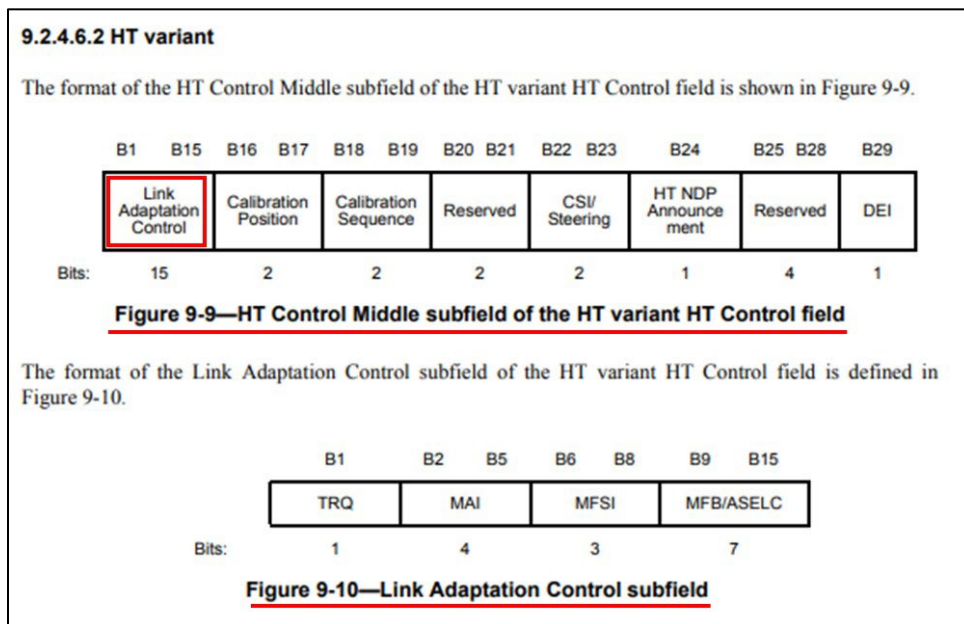 9.2.4.6.2 HT variant
The format of the HT Control Middle subfield of the HT variant HT Control field is shown in Figure 9-9.
B1 B15 B16 B17 B18 B19 B20 B21 B22 B23 B24 B25 B28 B29
Link Adaptation Control
Calibration Position
Calibration Sequence
Reserved
CSI/ Steering
HT NDP Announce ment
Reserved
DEI
Bits: 15 2 2 2 2 1 4 1
Figure 9-9—HT Control Middle subfield of the HT variant HT Control field
The format of the Link Adaptation Control subfield of the HT variant HT Control field is defined in
Figure 9-10.
B1 B2 B5 B6 B8 B9 B15
TRQ MAI MFSI MFB/ASELC
Bits: 1 4 3 7
Figure 9-10—Link Adaptation Control subfield